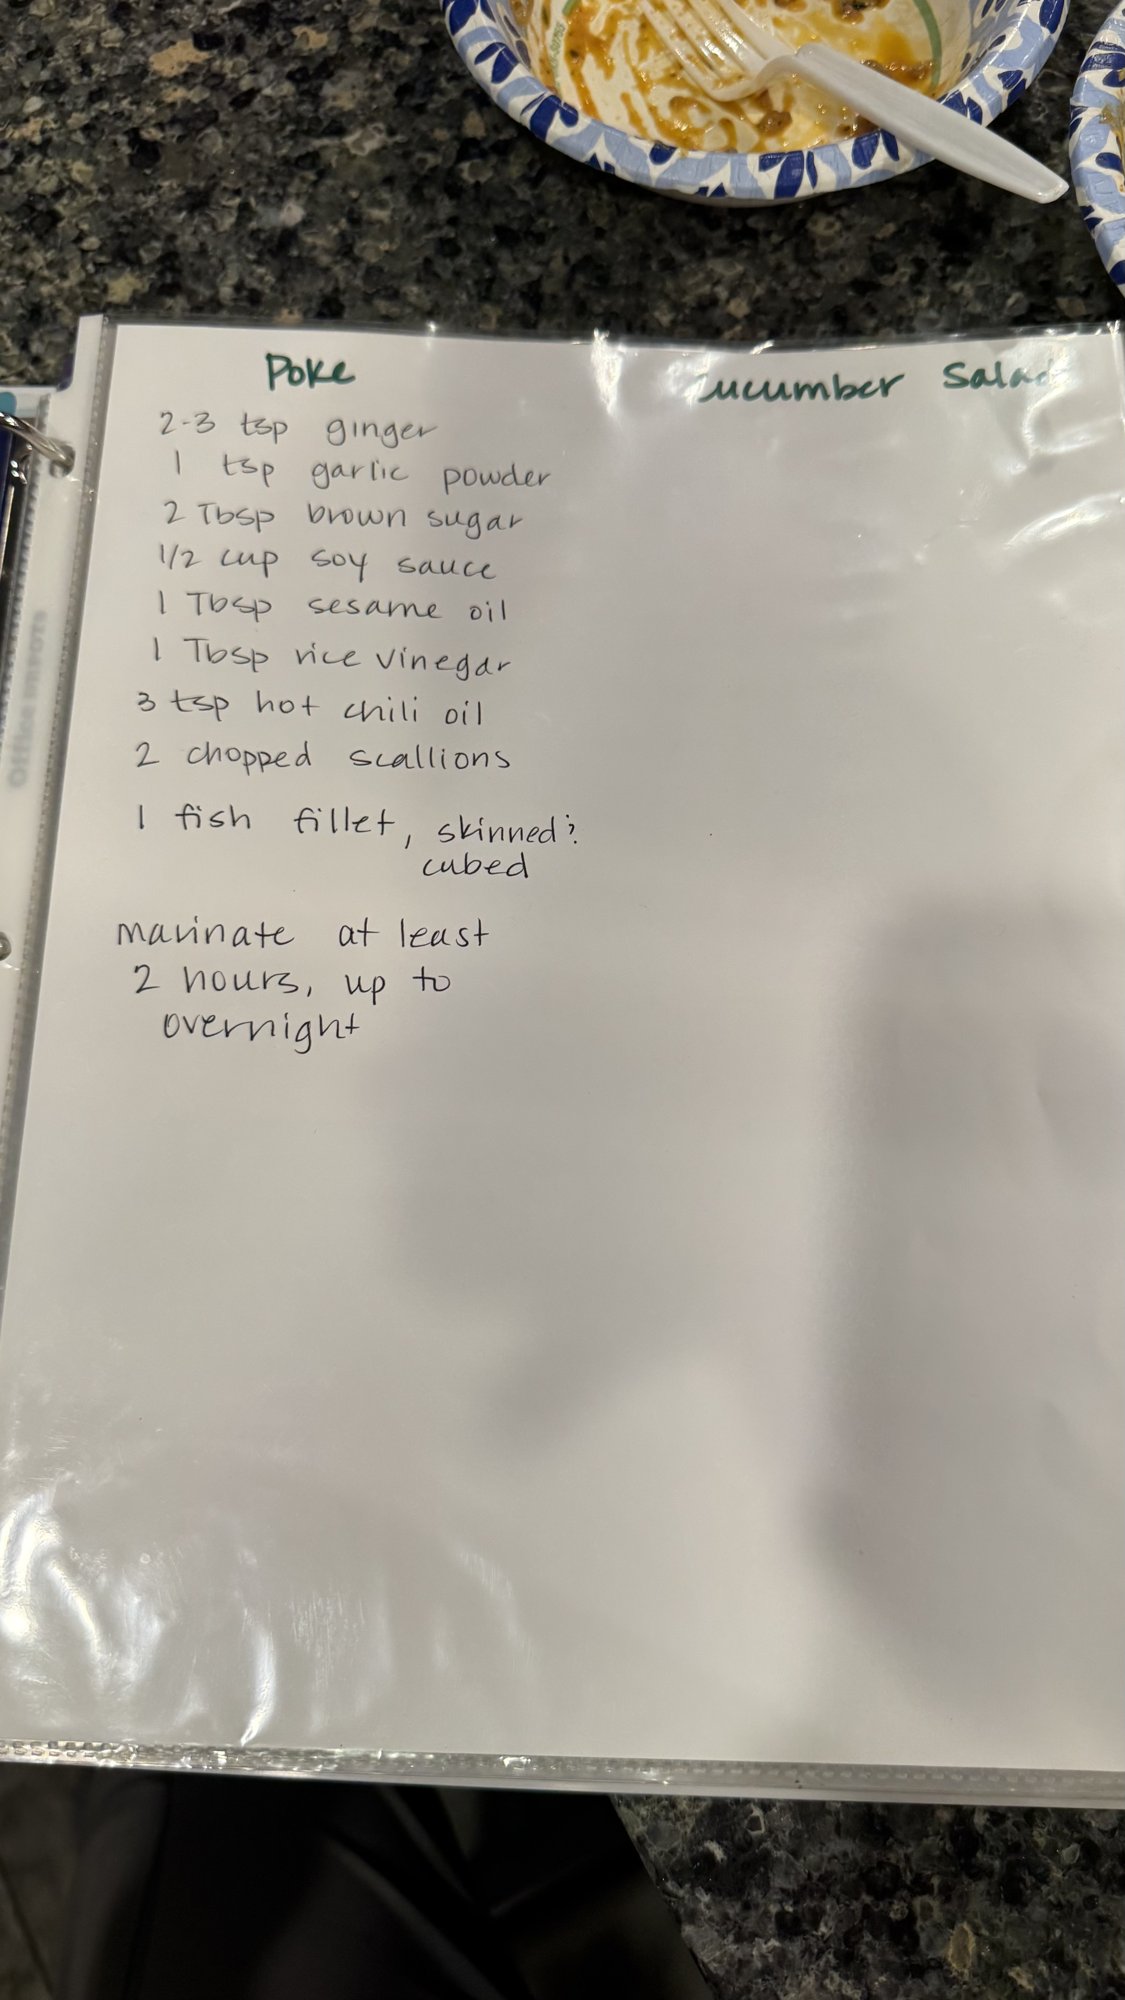 Poke
2-3 tsp ginger
1 tsp garlic powder
2 Tbsp brown sugar
1/2 cup soy sauce
1 Tbsp sesame oil
1 Tbsp rice vinegar
3 tsp hot chili oil
2 chopped scallions
1 fish fillet, skinned &
cubed
marinate at least
2 hours, up to
overnight
Cucumber Salad
Office DEPOT